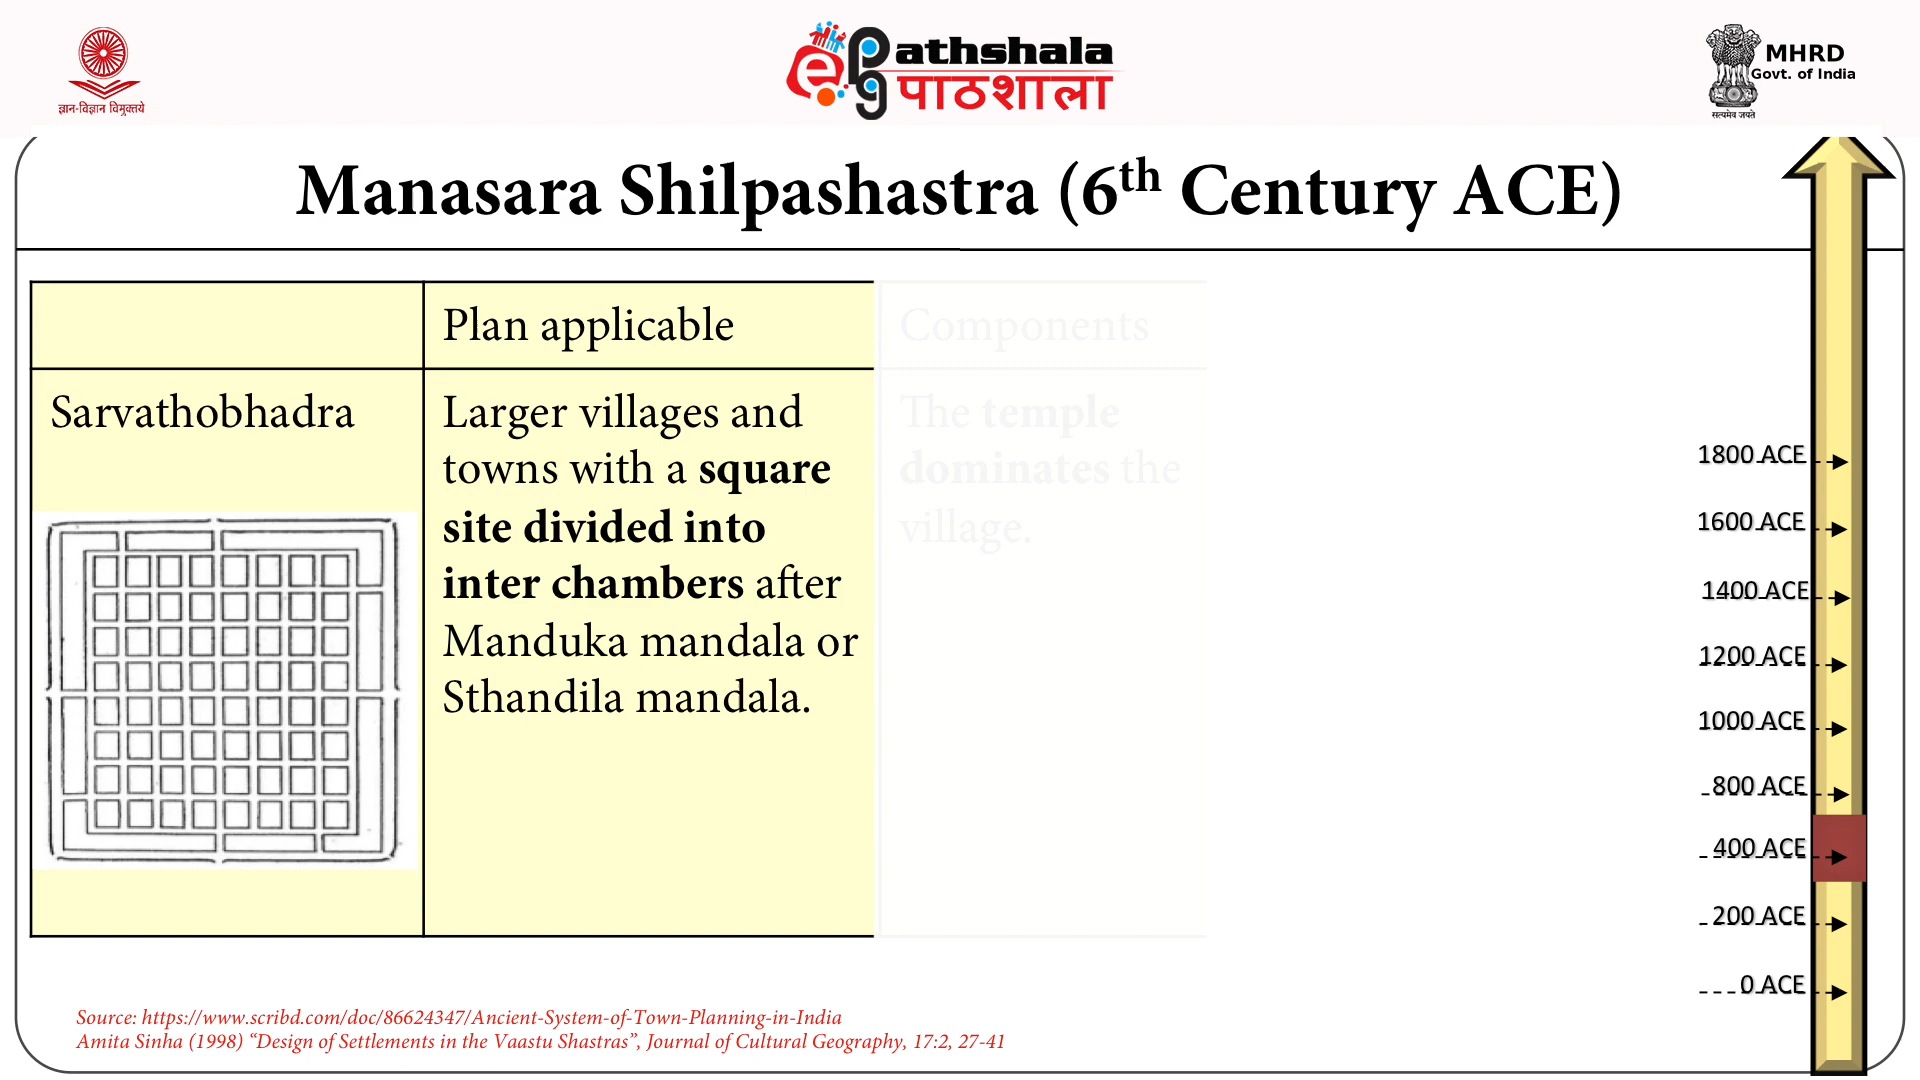 ज्ञान-विज्ञान विमुक्तये
ePg Pathshala
पाठशाला
MHRD
Govt. of India
सत्यमेव जयते
Manasara Shilpashastra (6th Century ACE)
Plan applicable
Components
Sarvathobhadra
Larger villages and
towns with a square
site divided into
inter chambers after
Manduka mandala or
Sthandila mandala.
The temple
dominates the
village.
1800 ACE
1600 ACE
1400 ACE
1200 ACE
1000 ACE
800 ACE
400 ACE
200 ACE
0 ACE
Source: https://www.scribd.com/doc/86624347/Ancient-System-of-Town-Planning-in-India
Amita Sinha (1998) “Design of Settlements in the Vaastu Shastras”, Journal of Cultural Geography, 17:2, 27-41